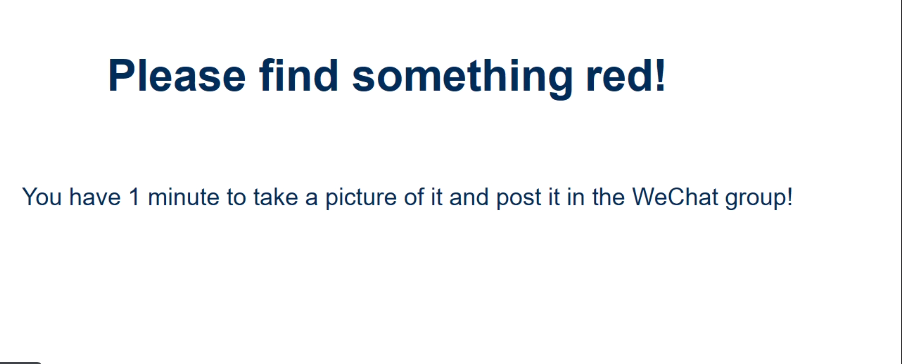 Please find something red!
You have 1 minute to take a picture of it and post it in the WeChat group!